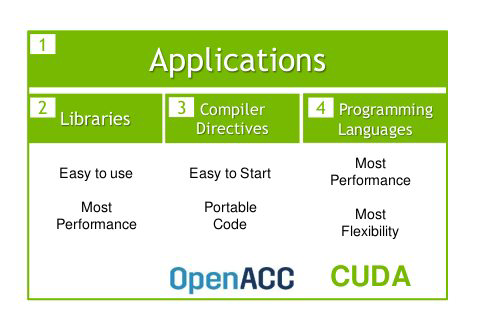 1
Applications
2 Libraries
3 Compiler
Directives
4 Programming
Languages
Easy to use
Most
Performance
Easy to Start
Portable
Code
OpenACC
Most
Performance
Most
Flexibility
CUDA